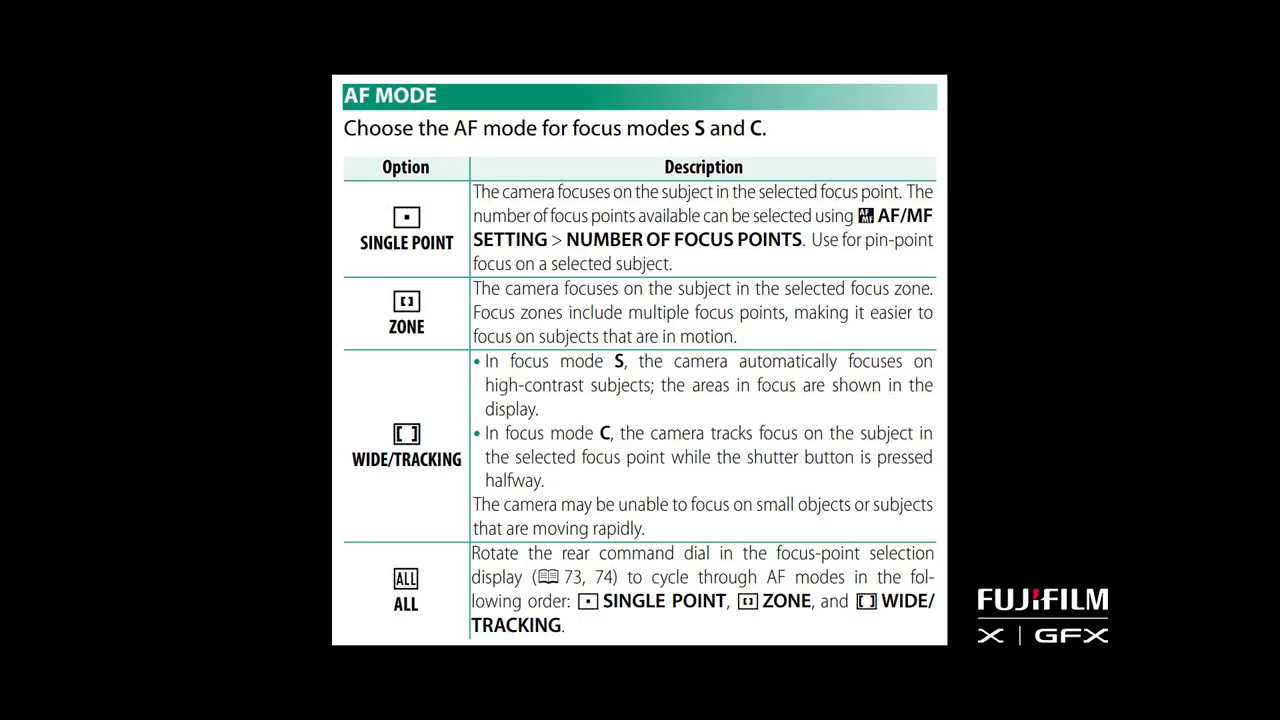 AF MODE
Choose the AF mode for focus modes S and C.
Option Description
SINGLE POINT
The camera focuses on the subject in the selected focus point. The
number of focus points available can be selected using AF/MF
SETTING > NUMBER OF FOCUS POINTS. Use for pin-point
focus on a selected subject.
ZONE
The camera focuses on the subject in the selected focus zone.
Focus zones include multiple focus points, making it easier to
focus on subjects that are in motion.
WIDE/TRACKING
• In focus mode S, the camera automatically focuses on
high-contrast subjects; the areas in focus are shown in the
display.
• In focus mode C, the camera tracks focus on the subject in
the selected focus point while the shutter button is pressed
halfway.
The camera may be unable to focus on small objects or subjects
that are moving rapidly.
ALL
ALL
Rotate the rear command dial in the focus-point selection
display (73, 74) to cycle through AF modes in the fol-
lowing order: SINGLE POINT, ZONE, and WIDE/
TRACKING.
FUJIFILM
X | GFX